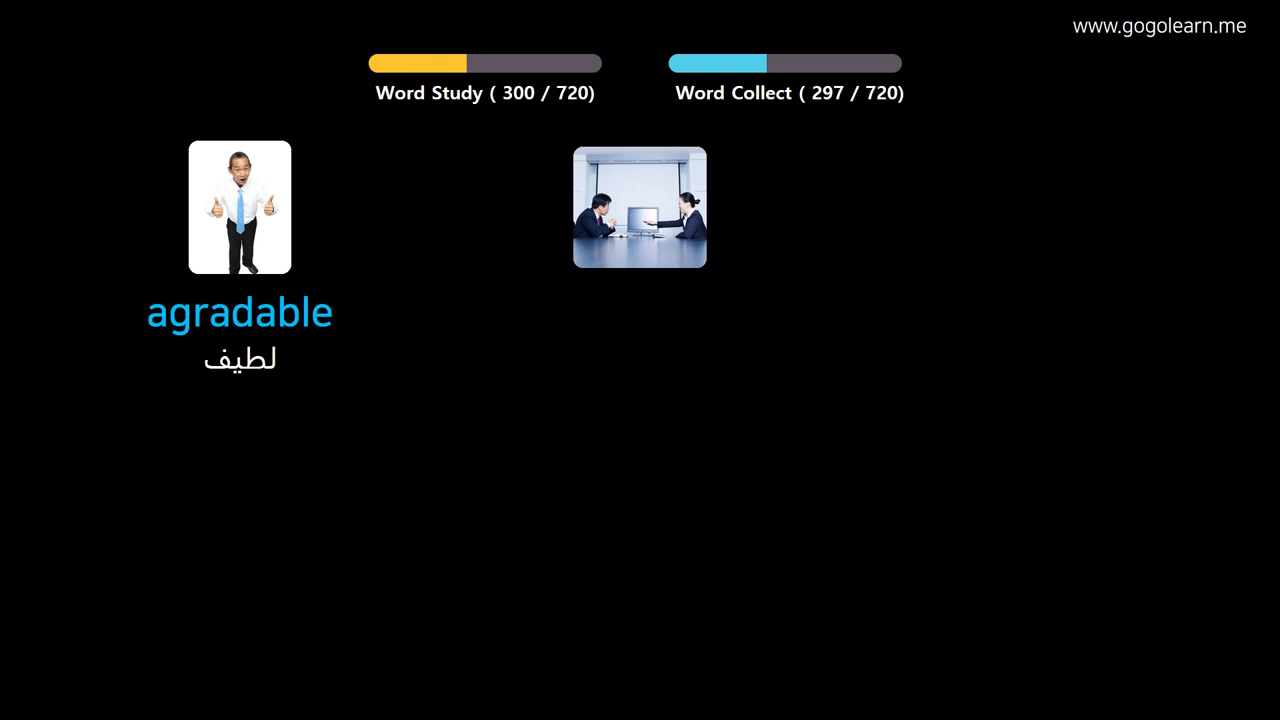 www.gogolearn.me
Word Study ( 300 / 720)
Word Collect ( 297 / 720)
agradable
لطيف